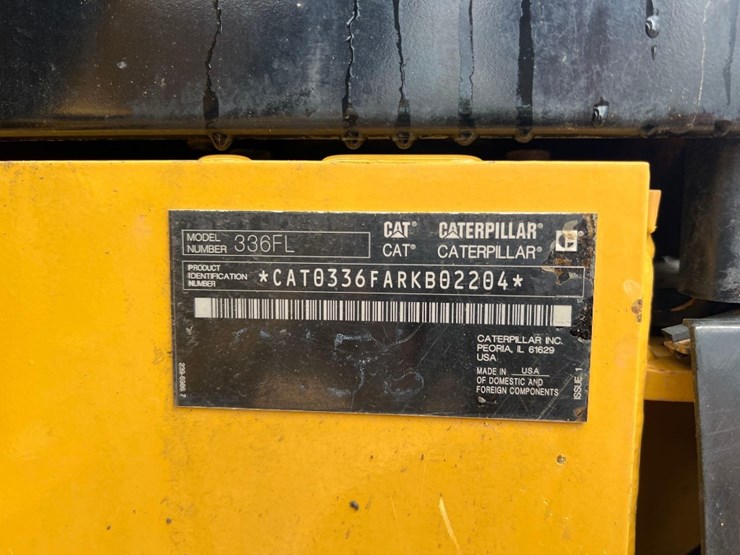 MODEL NUMBER 336FL
CAT® CATERPILLAR®
CAT® CATERPILLAR®
PRODUCT IDENTIFICATION NUMBER *CAT0336FARKB02204*
CATERPILLAR INC.
PEORIA, IL 61629
USA
MADE IN USA
OF DOMESTIC AND
FOREIGN COMPONENTS
ISSUE 1